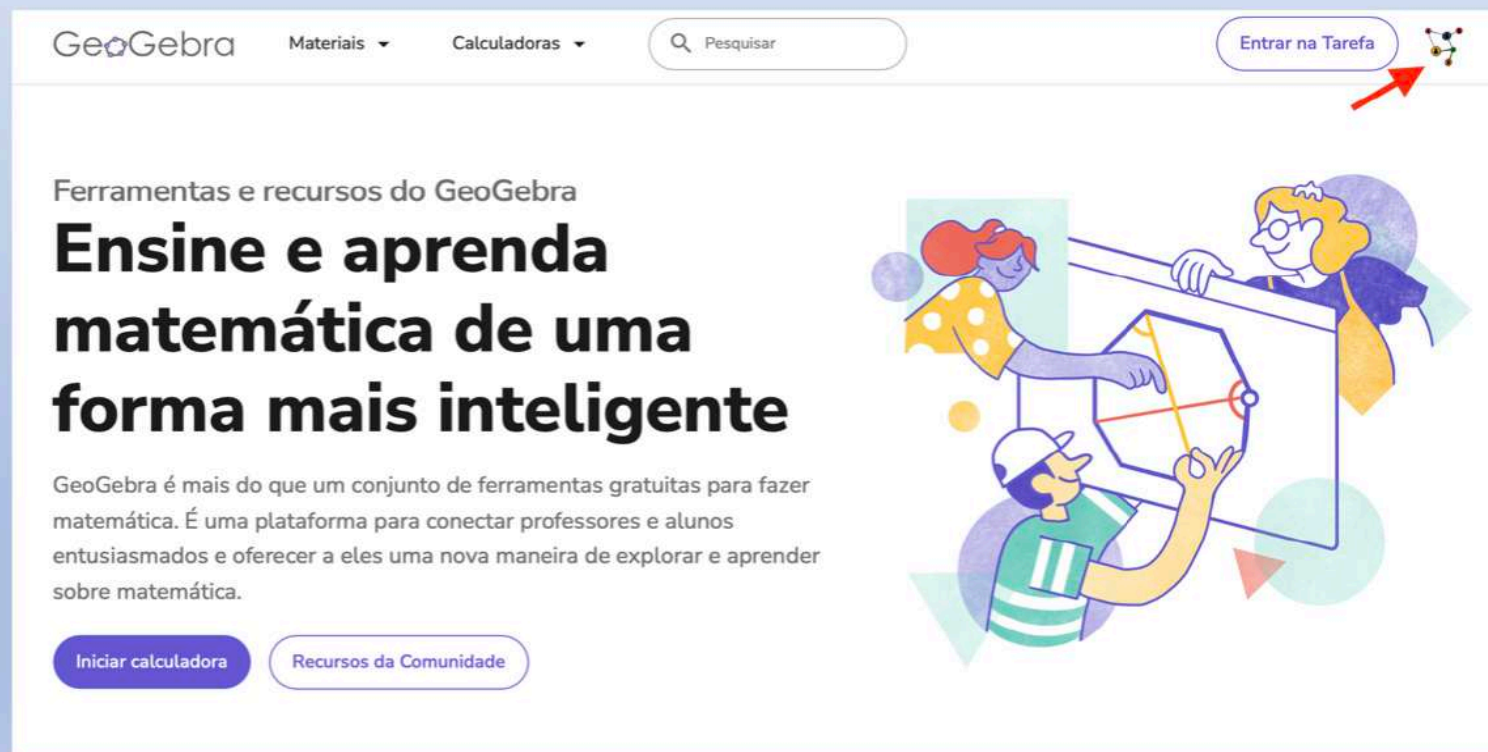 GeoGebra Materiais Calculadoras Pesquisar Entrar na Tarefa
Ferramentas e recursos do GeoGebra
Ensine e aprenda
matemática de uma
forma mais inteligente
GeoGebra é mais do que um conjunto de ferramentas gratuitas para fazer
matemática. É uma plataforma para conectar professores e alunos
entusiasmados e oferecer a eles uma nova maneira de explorar e aprender
sobre matemática.
Iniciar calculadora Recursos da Comunidade